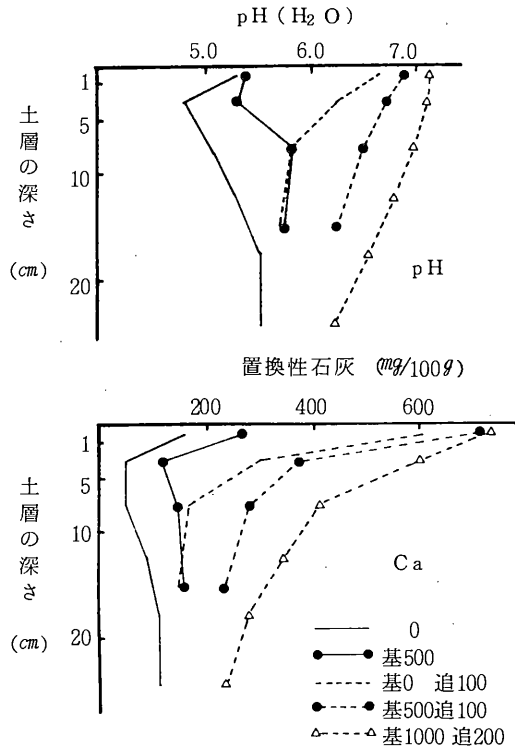 pH (H₂O)
5.0 6.0 7.0
1
5
10
20
土層の深さ
(cm)
pH
置換性石灰 (mg/100g)
200 400 600
1
5
10
20
土層の深さ
(cm)
Ca
0
基500
基0 追100
基500追100
基1000 追200